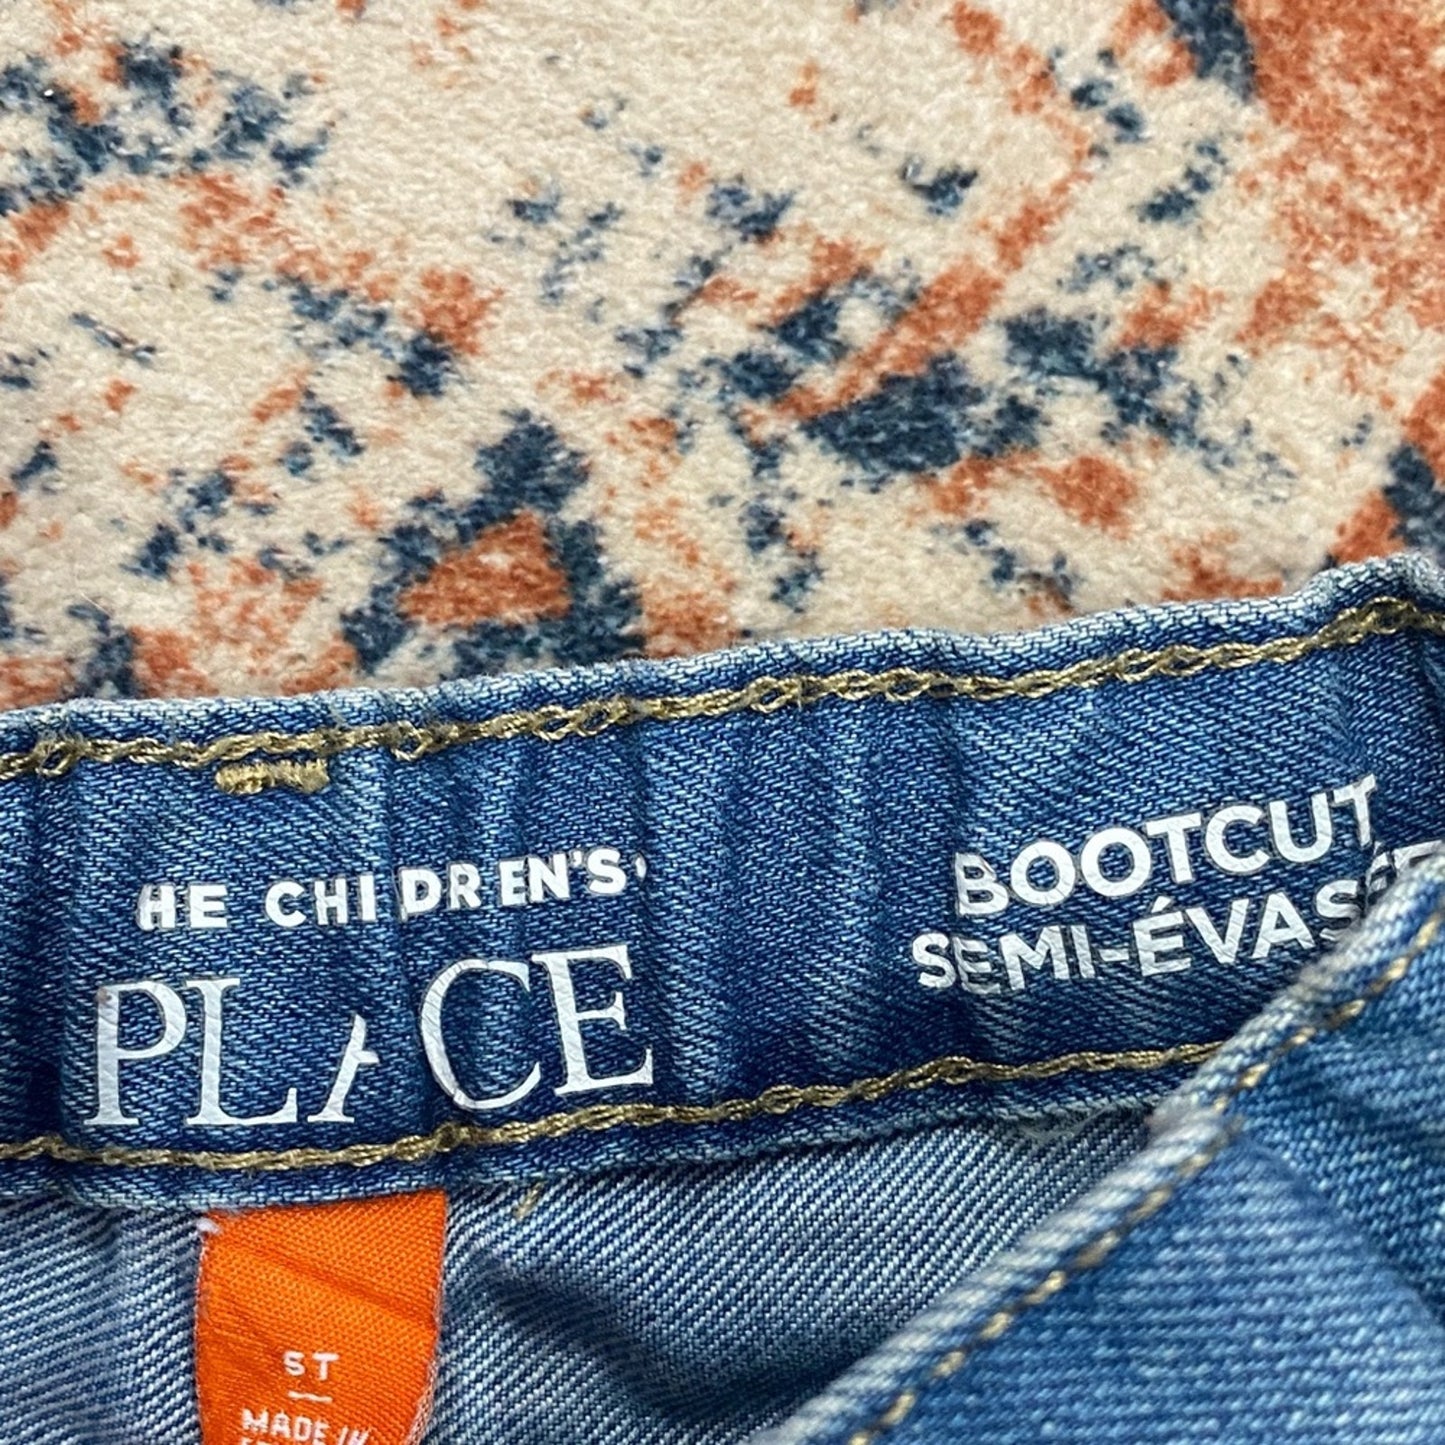 HE CHILDREN'S
PLACE
BOOTCUT
SEMI-ÉVASÉ
5T
MADE IN